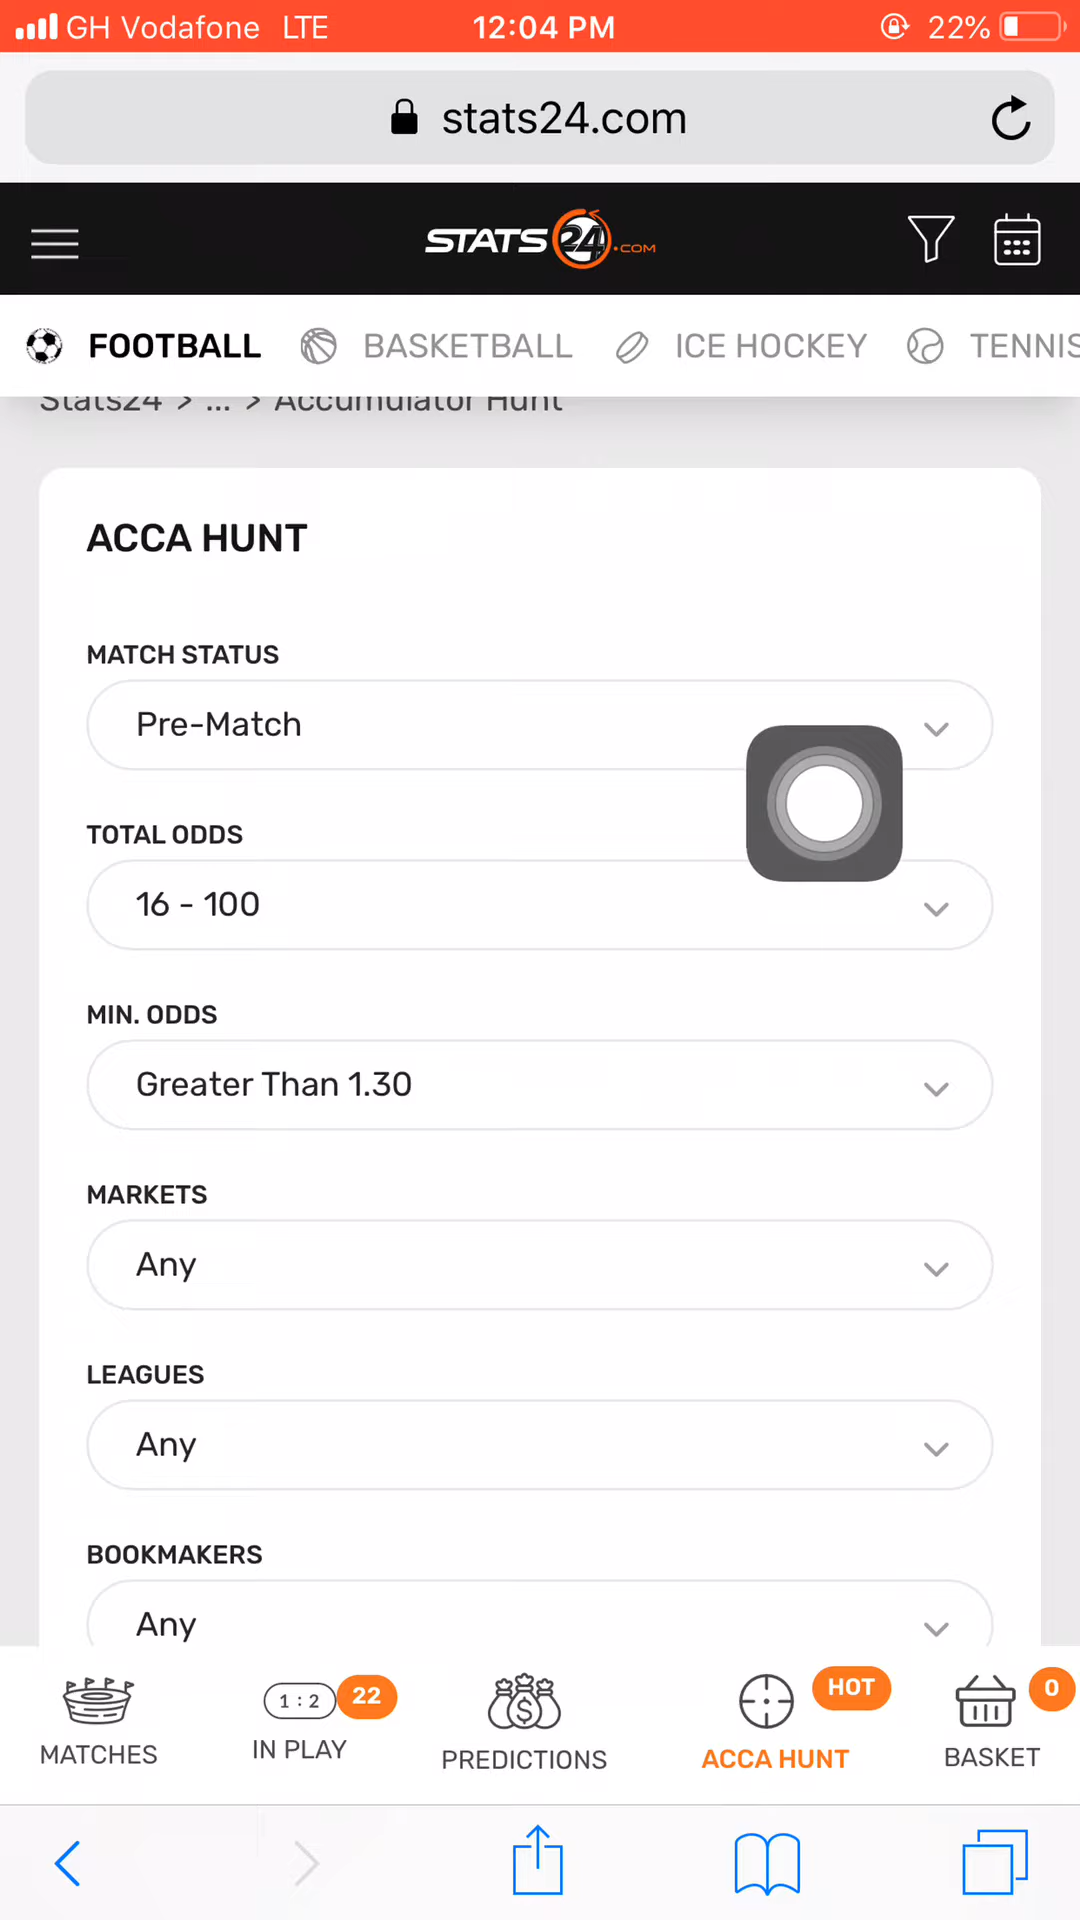 GH Vodafone LTE 12:04 PM 22%
stats24.com
STATS 24 .COM
FOOTBALL BASKETBALL ICE HOCKEY TENNIS
Stats24 > ... > Accumulator Hunt
ACCA HUNT
MATCH STATUS
Pre-Match
TOTAL ODDS
16 - 100
MIN. ODDS
Greater Than 1.30
MARKETS
Any
LEAGUES
Any
BOOKMAKERS
Any
1 : 2 22 HOT 0
MATCHES IN PLAY PREDICTIONS ACCA HUNT BASKET